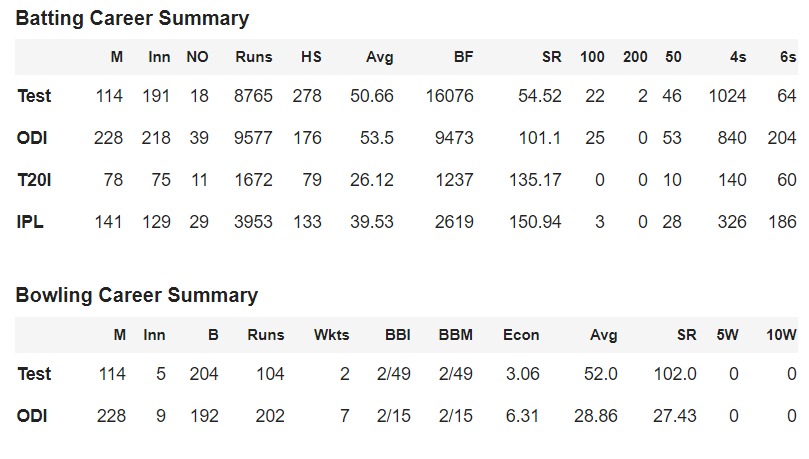 Batting Career Summary
M Inn NO Runs HS Avg BF SR 100 200 50 4s 6s
Test 114 191 18 8765 278 50.66 16076 54.52 22 2 46 1024 64
ODI 228 218 39 9577 176 53.5 9473 101.1 25 0 53 840 204
T20I 78 75 11 1672 79 26.12 1237 135.17 0 0 10 140 60
IPL 141 129 29 3953 133 39.53 2619 150.94 3 0 28 326 186
Bowling Career Summary
M Inn B Runs Wkts BBI BBM Econ Avg SR 5W 10W
Test 114 5 204 104 2 2/49 2/49 3.06 52.0 102.0 0 0
ODI 228 9 192 202 7 2/15 2/15 6.31 28.86 27.43 0 0